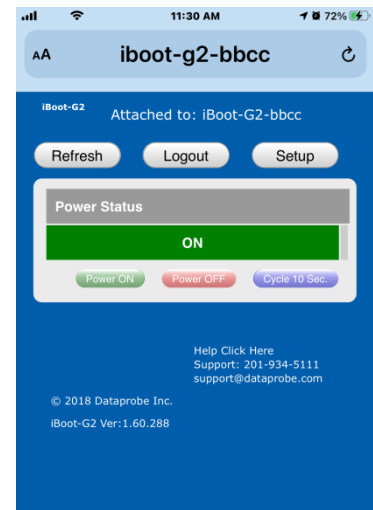 11:30 AM 72%
AA iboot-g2-bbcc
iBoot-G2
Attached to: iBoot-G2-bbcc
Refresh Logout Setup
Power Status
ON
Power ON Power OFF Cycle 10 Sec.
Help Click Here
Support: 201-934-5111
support@dataprobe.com
© 2018 Dataprobe Inc.
iBoot-G2 Ver:1.60.288